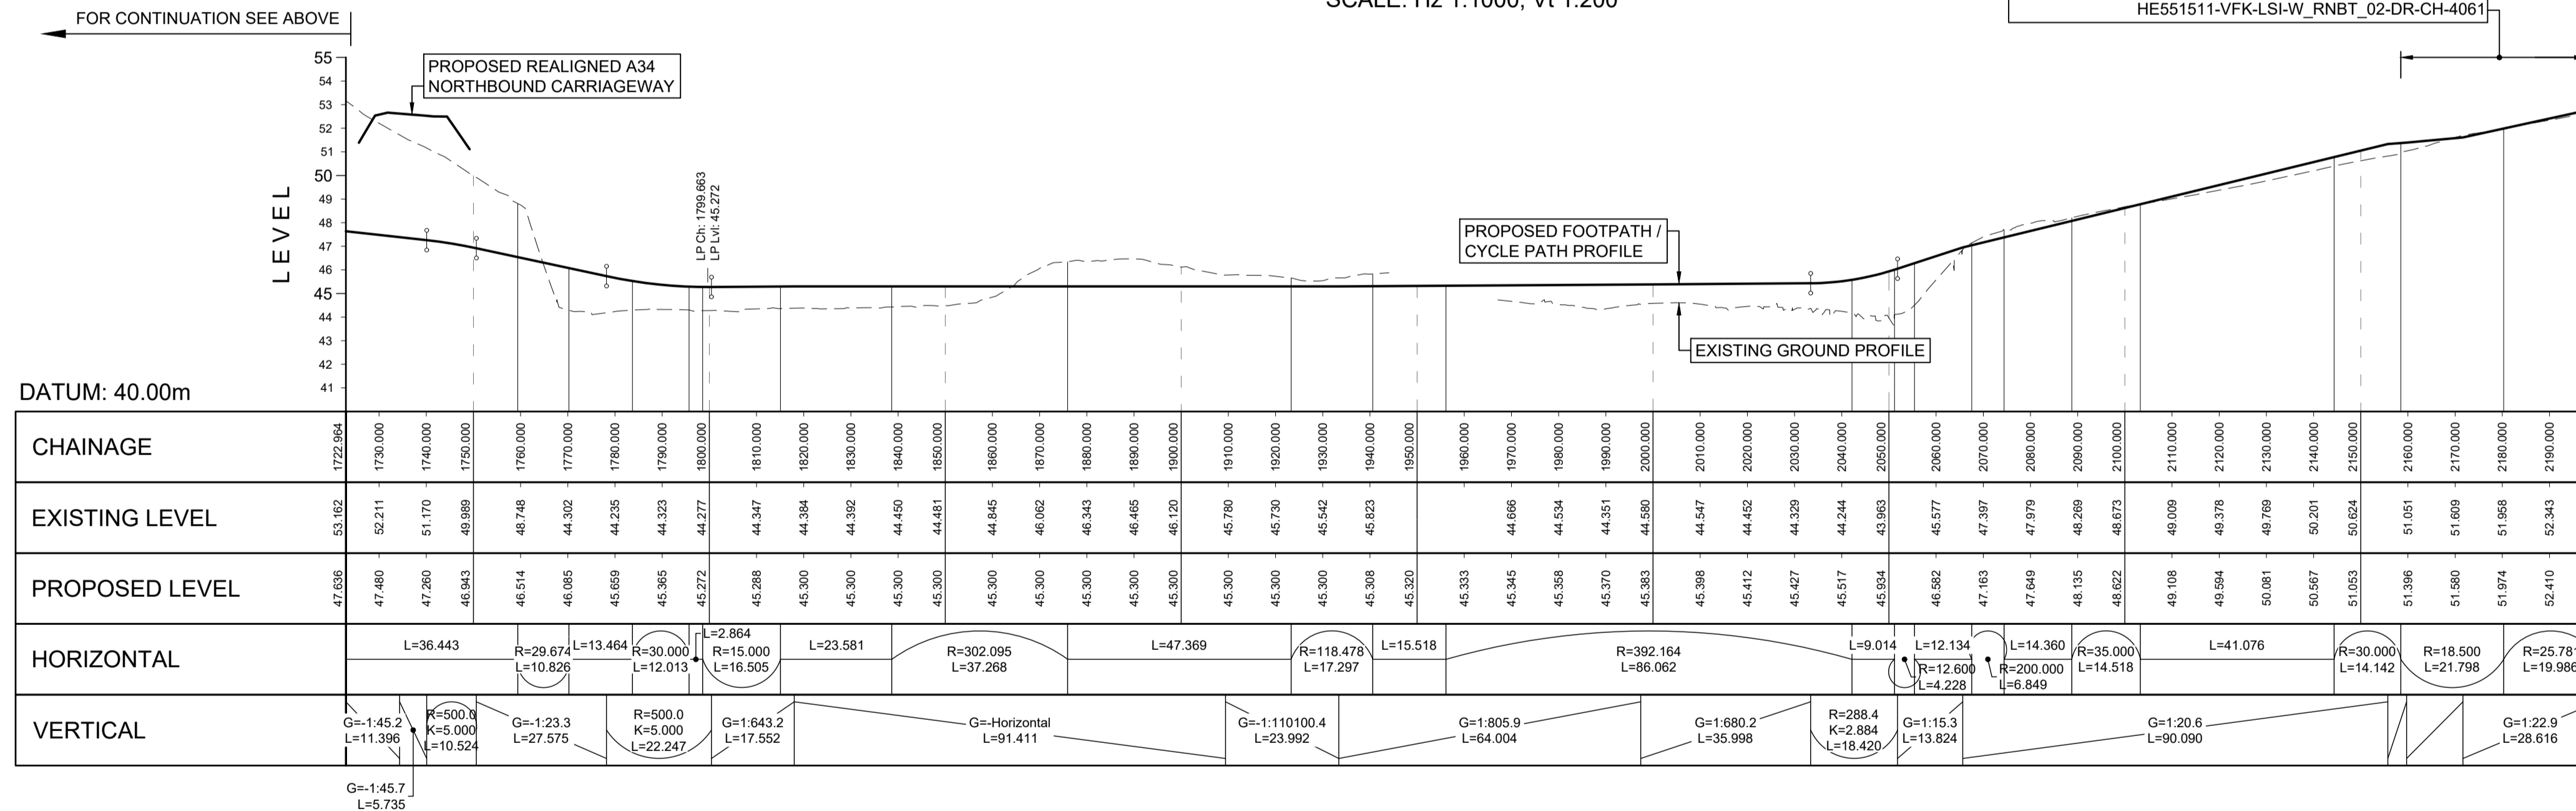 SCALE: Hz 1:1000, Vt 1:200
HE551511-VFK-LSI-W_RNBT_02-DR-CH-4061
FOR CONTINUATION SEE ABOVE
PROPOSED REALIGNED A34
NORTHBOUND CARRIAGEWAY
LEVEL
55
54
53
52
51
50
49
48
47
46
45
44
43
42
41
LP Ch: 1799.663
LP Lvl: 45.272
PROPOSED FOOTPATH /
CYCLE PATH PROFILE
EXISTING GROUND PROFILE
DATUM: 40.00m
CHAINAGE 1722.964 1730.000 1740.000 1750.000 1760.000 1770.000 1780.000 1790.000 1800.000 1810.000 1820.000 1830.000 1840.000 1850.000 1860.000 1870.000 1880.000 1890.000 1900.000 1910.000 1920.000 1930.000 1940.000 1950.000 1960.000 1970.000 1980.000 1990.000 2000.000 2010.000 2020.000 2030.000 2040.000 2050.000 2060.000 2070.000 2080.000 2090.000 2100.000 2110.000 2120.000 2130.000 2140.000 2150.000 2160.000 2170.000 2180.000 2190.000
EXISTING LEVEL 53.162 52.211 51.170 49.989 48.748 44.302 44.235 44.323 44.277 44.347 44.384 44.392 44.450 44.481 44.845 46.062 46.343 46.465 46.120 45.780 45.730 45.542 45.823 44.666 44.534 44.351 44.580 44.547 44.452 44.329 44.244 43.963 45.577 47.397 47.979 48.269 48.673 49.009 49.378 49.769 50.201 50.624 51.051 51.609 51.958 52.343
PROPOSED LEVEL 47.636 47.480 47.260 46.943 46.514 46.085 45.659 45.365 45.272 45.288 45.300 45.300 45.300 45.300 45.300 45.300 45.300 45.300 45.300 45.300 45.300 45.300 45.308 45.320 45.333 45.345 45.358 45.370 45.383 45.398 45.412 45.427 45.517 45.934 46.582 47.163 47.649 48.135 48.622 49.108 49.594 50.081 50.567 51.053 51.396 51.580 51.974 52.410
HORIZONTAL
L=36.443
R=29.674
L=10.826
L=13.464
R=30.000
L=12.013
L=2.864
R=15.000
L=16.505
L=23.581
R=302.095
L=37.268
L=47.369
R=118.478
L=17.297
L=15.518
R=392.164
L=86.062
L=9.014
R=12.600
L=4.228
L=12.134
R=200.000
L=6.849
L=14.360
R=35.000
L=14.518
L=41.076
R=30.000
L=14.142
R=18.500
L=21.798
R=25.78
L=19.986
VERTICAL
G=-1:45.2
L=11.396
G=-1:45.7
L=5.735
R=500.0
K=5.000
L=10.524
G=-1:23.3
L=27.575
R=500.0
K=5.000
L=22.247
G=1:643.2
L=17.552
G=-Horizontal
L=91.411
G=-1:110100.4
L=23.992
G=1:805.9
L=64.004
G=1:680.2
L=35.998
R=288.4
K=2.884
L=18.420
G=1:15.3
L=13.824
G=1:20.6
L=90.090
G=1:22.9
L=28.616